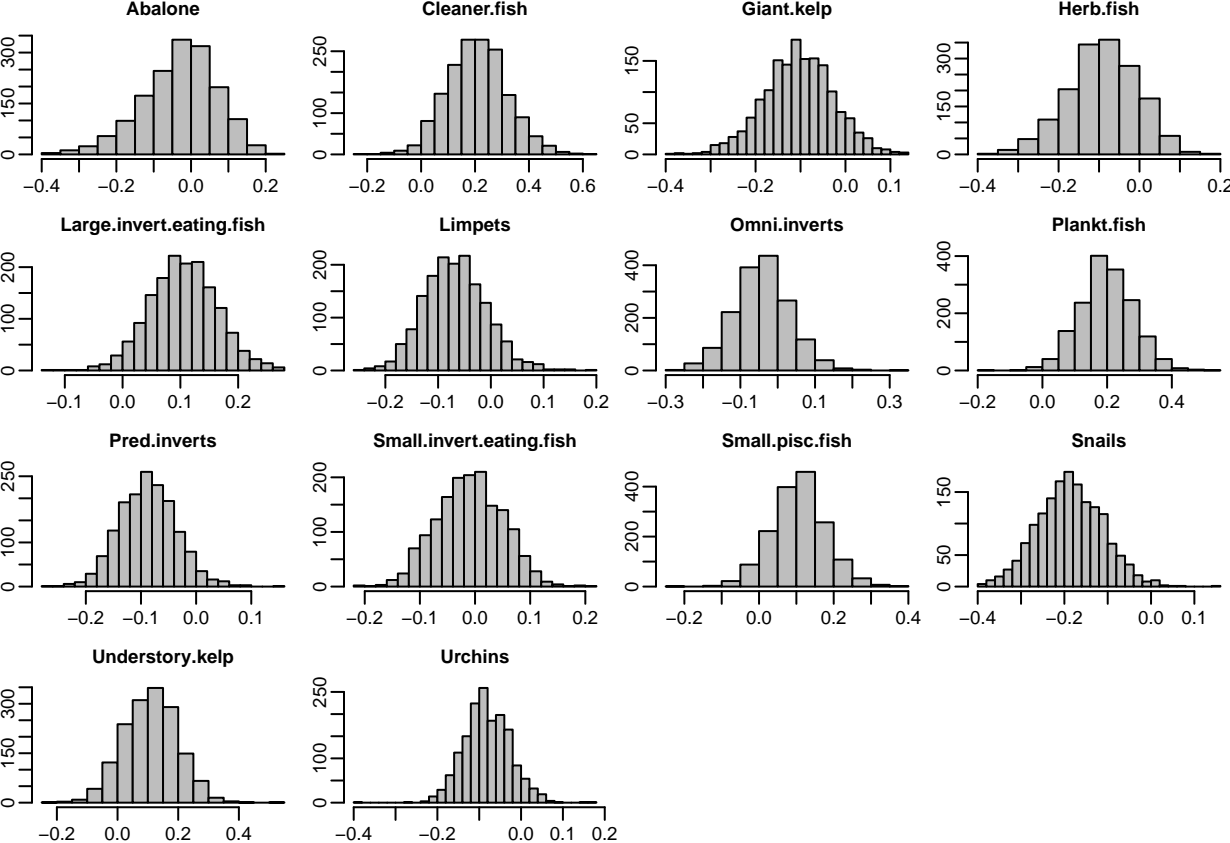 Abalone Cleaner.fish Giant.kelp Herb.fish
0 150 300 0 100 250 0 50 150 0 150 300
−0.4 −0.2 0.0 0.2 −0.2 0.0 0.2 0.4 0.6 −0.4 −0.2 0.0 0.1 −0.4 −0.2 0.0 0.2
Large.invert.eating.fish Limpets Omni.inverts Plankt.fish
0 100 200 0 100 200 0 200 400 0 200 400
−0.1 0.0 0.1 0.2 −0.2 −0.1 0.0 0.1 0.2 −0.3 −0.1 0.1 0.3 −0.2 0.0 0.2 0.4
Pred.inverts Small.invert.eating.fish Small.pisc.fish Snails
0 100 250 0 100 200 0 200 400 0 50 150
−0.2 −0.1 0.0 0.1 −0.2 −0.1 0.0 0.1 0.2 −0.2 0.0 0.2 0.4 −0.4 −0.2 0.0 0.1
Understory.kelp Urchins
0 150 300 0 100 250
−0.2 0.0 0.2 0.4 −0.4 −0.2 0.0 0.1 0.2